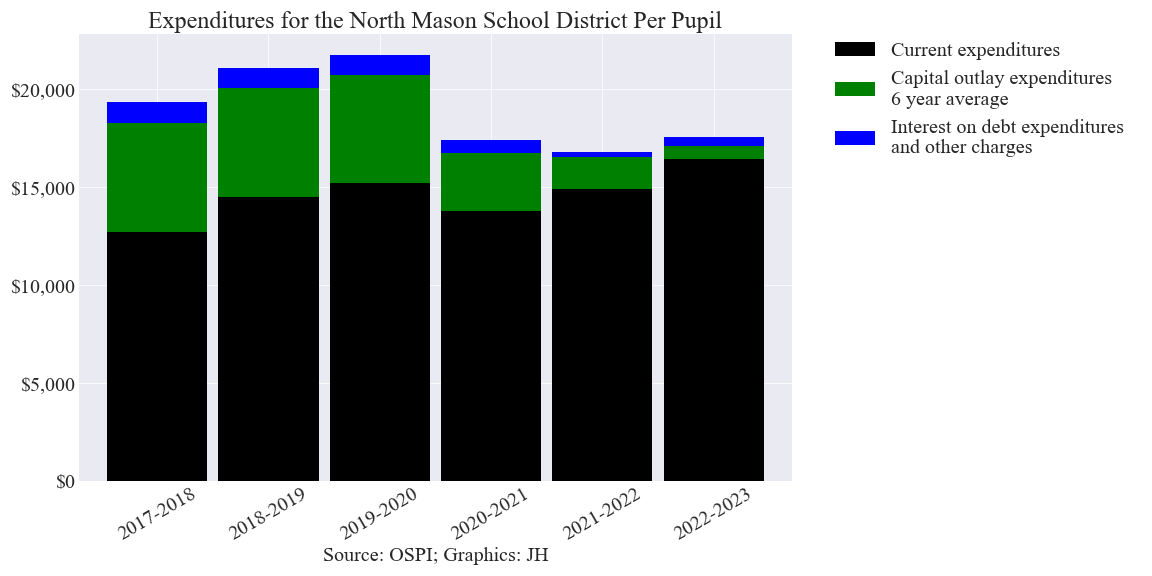 Expenditures for the North Mason School District Per Pupil
$20,000
$15,000
$10,000
$5,000
$0
2017-2018
2018-2019
2019-2020
2020-2021
2021-2022
2022-2023
Source: OSPI; Graphics: JH
Current expenditures
Capital outlay expenditures
6 year average
Interest on debt expenditures
and other charges